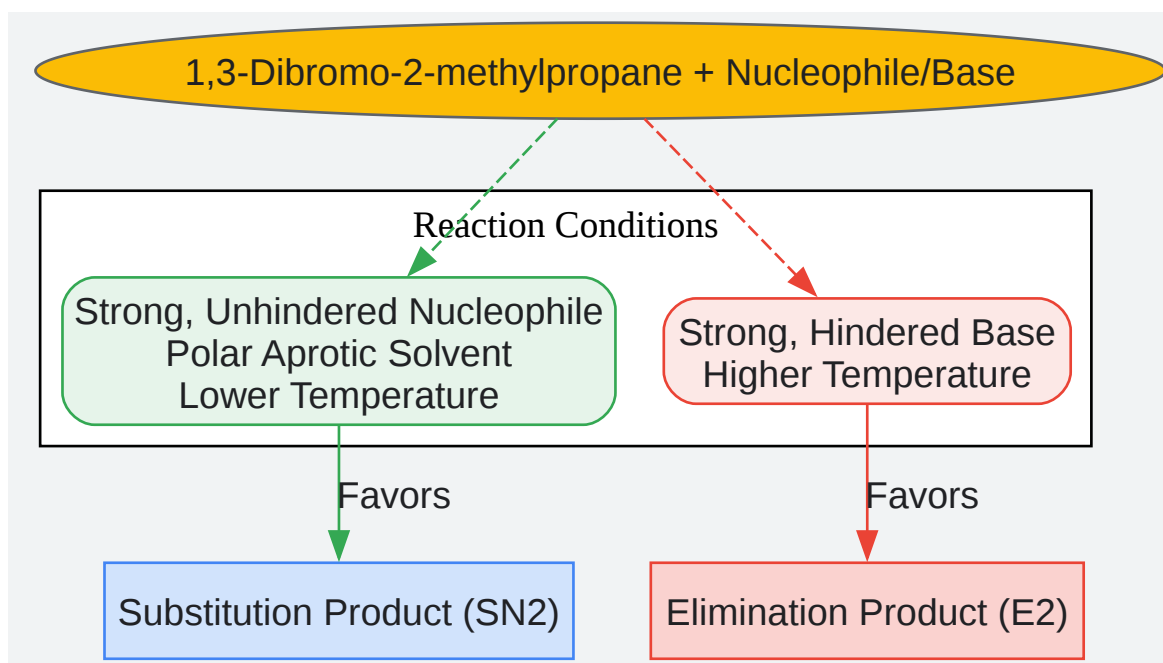 1,3-Dibromo-2-methylpropane + Nucleophile/Base
Reaction Conditions
Strong, Unhindered Nucleophile
Polar Aprotic Solvent
Lower Temperature
Strong, Hindered Base
Higher Temperature
Favors
Favors
Substitution Product (SN2)
Elimination Product (E2)